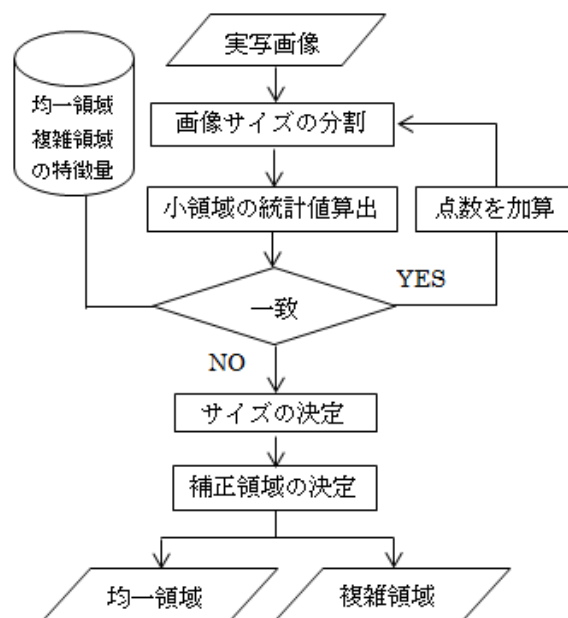 実写画像
均一領域
複雑領域
の特徴量
画像サイズの分割
小領域の統計値算出
点数を加算
一致
YES
NO
サイズの決定
補正領域の決定
均一領域
複雑領域